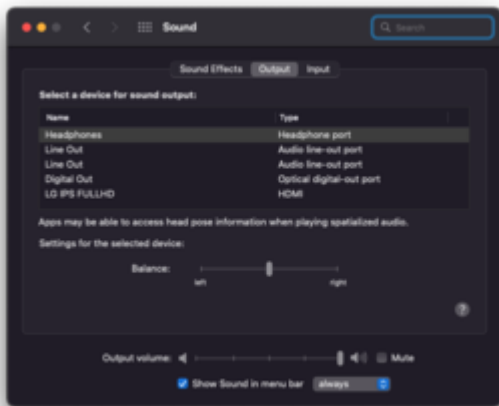 Sound
Search
Sound Effects Output Input
Select a device for sound output:
Name Type
Headphones Headphone port
Line Out Audio line-out port
Line Out Audio line-out port
Digital Out Optical digital-out port
LG IPS FULLHD HDMI
Apps may be able to access head pose information when playing spatialized audio.
Settings for the selected device:
Balance:
left right
?
Output volume: Mute
Show Sound in menu bar always